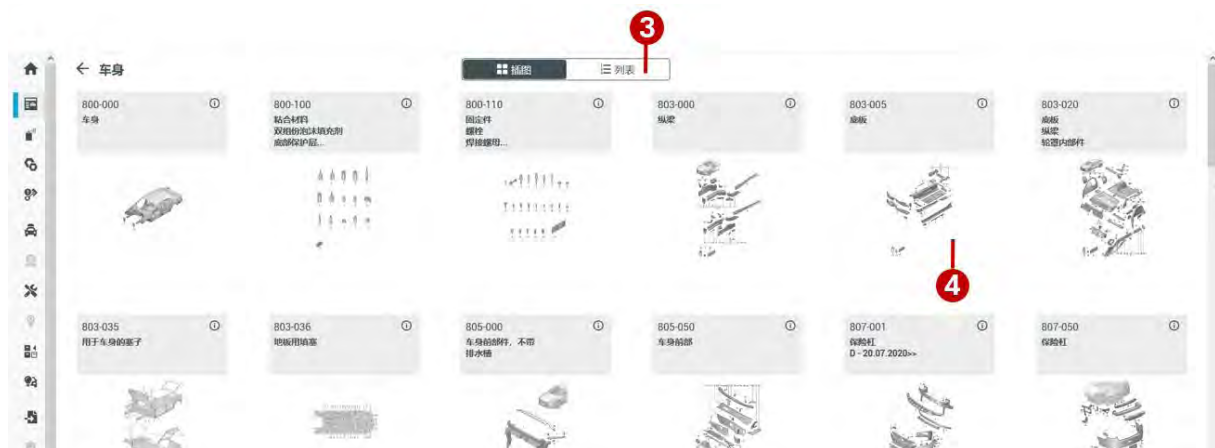 3
车身
插图
列表
800-000
车身
800-100
粘合材料
双组份泡沫填充剂
底部保护层...
800-110
固定件
螺栓
焊接螺母...
803-000
纵梁
803-005
底板
803-020
底板
纵梁
轮罩内部件
4
803-035
用于车身的塞子
803-036
地板用填塞
805-000
车身前部件，不带
排水槽
805-050
车身前部
807-001
保险杠
D - 20.07.2020>>
807-050
保险杠